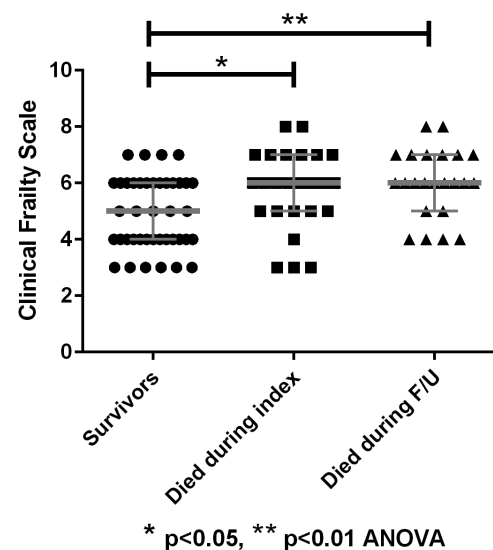 **
*
10
8
6
4
2
0
Clinical Frailty Scale
Survivors
Died during index
Died during F/U
* p<0.05, ** p<0.01 ANOVA